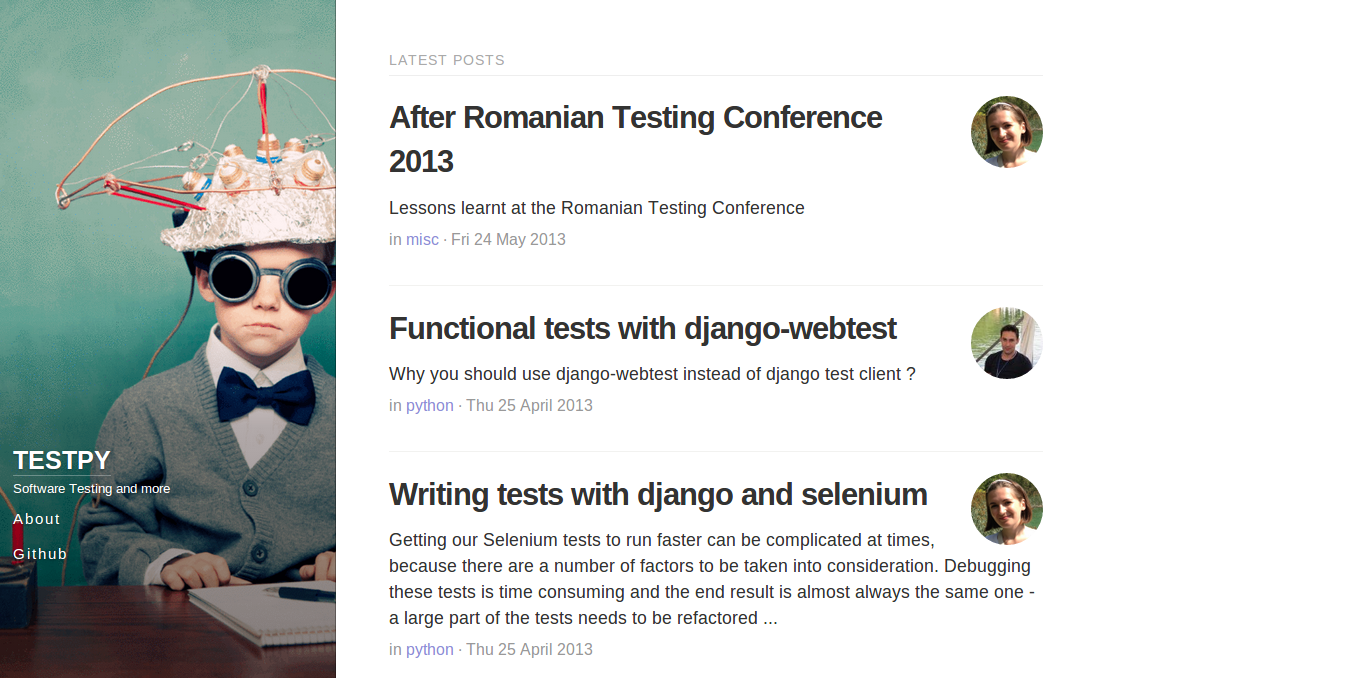 TESTPY
Software Testing and more
About
Github
LATEST POSTS
After Romanian Testing Conference
2013
Lessons learnt at the Romanian Testing Conference
in misc · Fri 24 May 2013
Functional tests with django-webtest
Why you should use django-webtest instead of django test client ?
in python · Thu 25 April 2013
Writing tests with django and selenium
Getting our Selenium tests to run faster can be complicated at times,
because there are a number of factors to be taken into consideration. Debugging
these tests is time consuming and the end result is almost always the same one -
a large part of the tests needs to be refactored ...
in python · Thu 25 April 2013